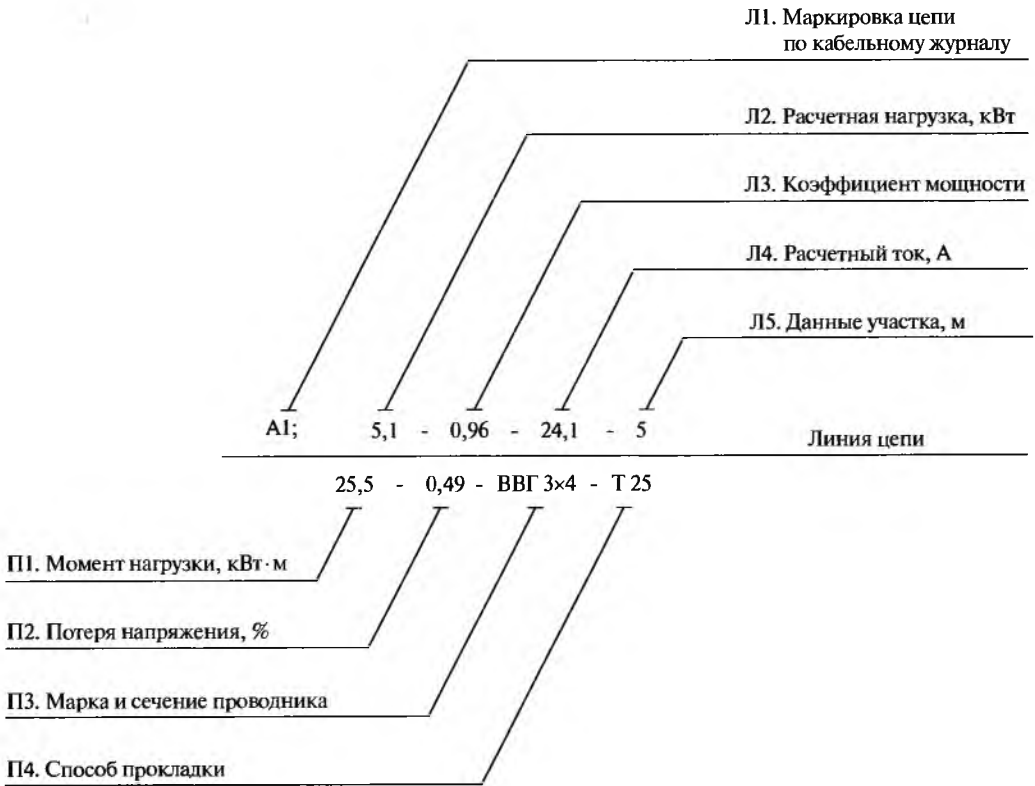 Л1. Маркировка цепи
по кабельному журналу
Л2. Расчетная нагрузка, кВт
Л3. Коэффициент мощности
Л4. Расчетный ток, А
Л5. Данные участка, м
А1; 5,1 - 0,96 - 24,1 - 5
Линия цепи
25,5 - 0,49 - ВВГ 3×4 - Т 25
П1. Момент нагрузки, кВт·м
П2. Потеря напряжения, %
П3. Марка и сечение проводника
П4. Способ прокладки